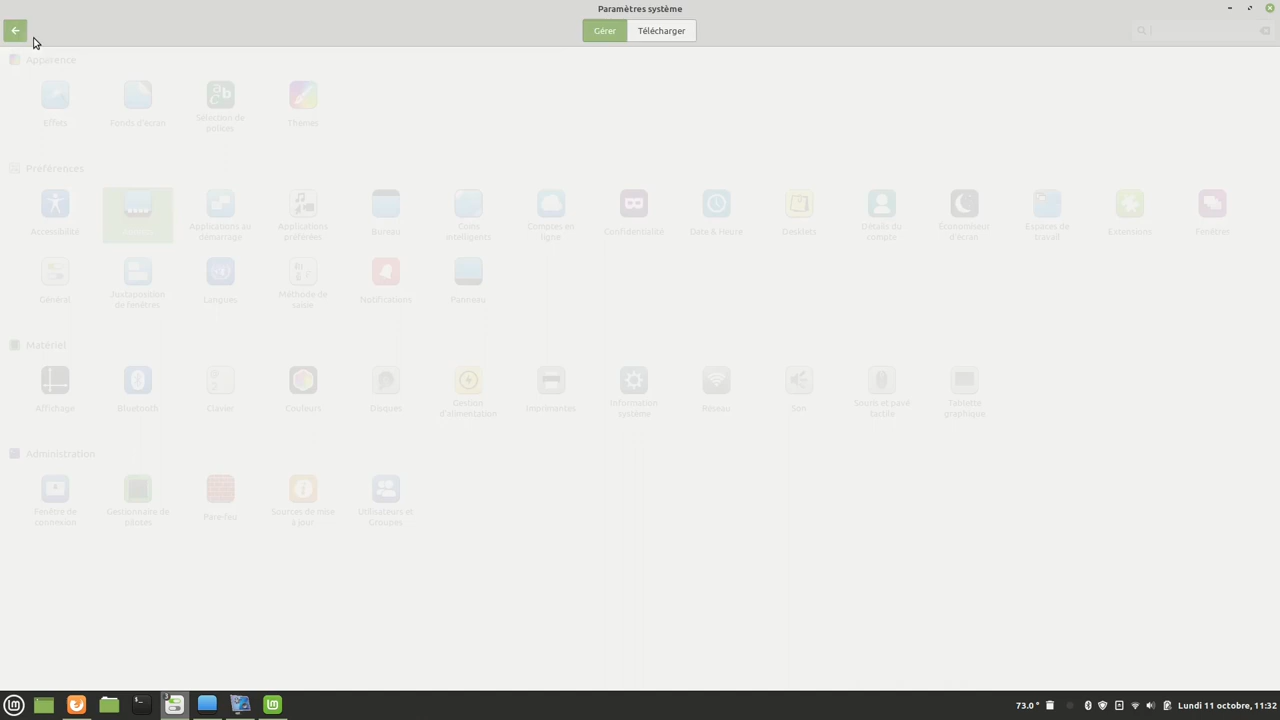 Paramètres système
Gérer
Télécharger
Apparence
Effets
Fonds d'écran
Sélection de
polices
Thèmes
Préférences
Accessibilité
Applications au
démarrage
Applications
préférées
Bureau
Coins
intelligents
Comptes en
ligne
Confidentialité
Date & Heure
Desklets
Détails du
compte
Économiseur
d'écran
Espaces de
travail
Extensions
Fenêtres
Général
Juxtaposition
de fenêtres
Langues
Méthode de
saisie
Notifications
Panneau
Matériel
Affichage
Bluetooth
Clavier
Couleurs
Disques
Gestion
d'alimentation
Imprimantes
Information
système
Réseau
Son
Souris et pavé
tactile
Tablette
graphique
Administration
Fenêtre de
connexion
Gestionnaire de
pilotes
Pare-feu
Sources de mise
à jour
Utilisateurs et
Groupes
73.0 °
Lundi 11 octobre, 11:32